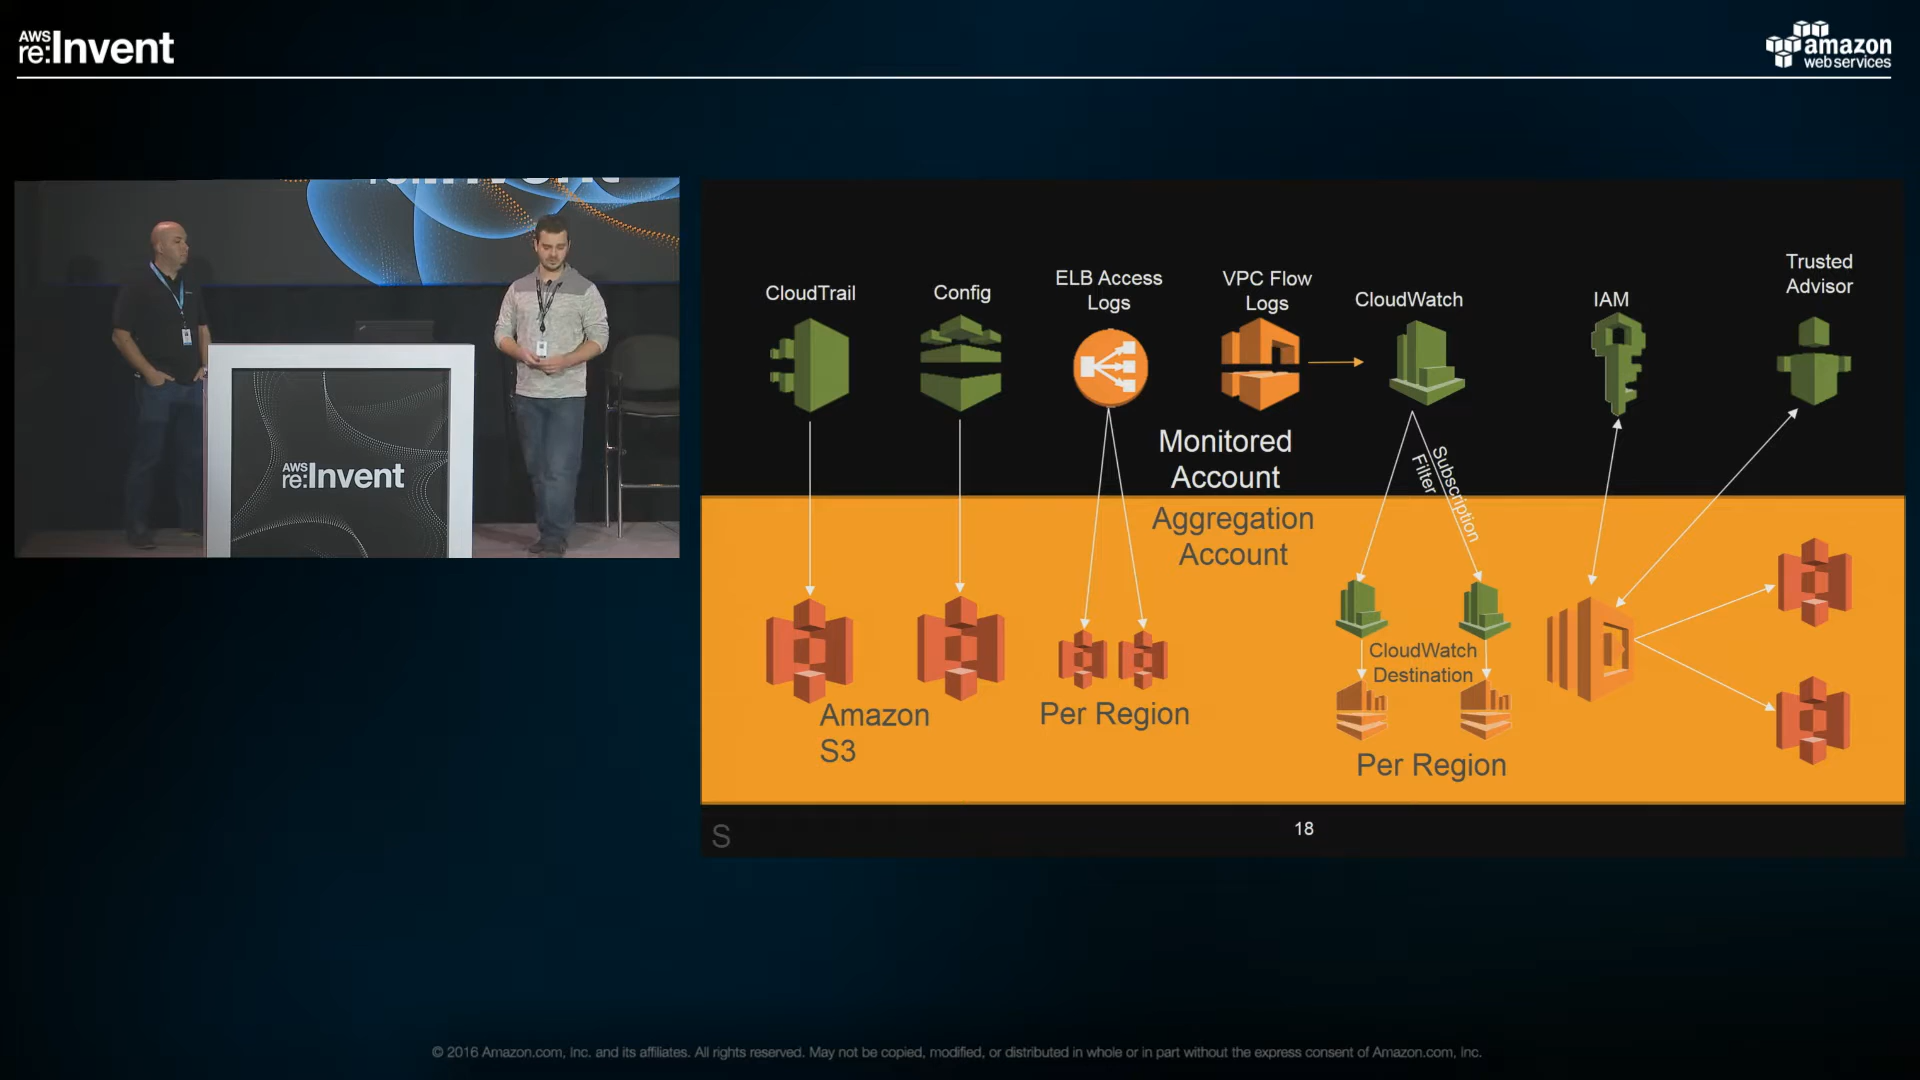 AWS
re:Invent
amazon
web services
AWS
re:Invent
CloudTrail
Config
ELB Access
Logs
VPC Flow
Logs
CloudWatch
IAM
Trusted
Advisor
Monitored
Account
Subscription
Filter
Aggregation
Account
CloudWatch
Destination
Amazon
S3
Per Region
Per Region
S
18
© 2016 Amazon.com, Inc. and its affiliates. All rights reserved. May not be copied, modified, or distributed in whole or in part without the express consent of Amazon.com, Inc.